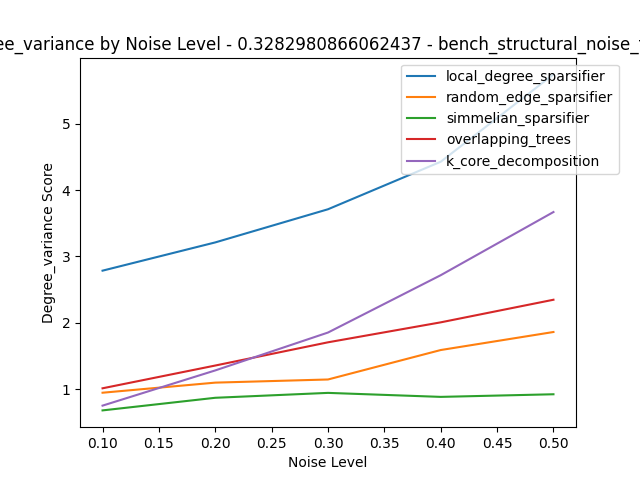 ee_variance by Noise Level - 0.3282980866062437 - bench_structural_noise_
local_degree_sparsifier
random_edge_sparsifier
simmelian_sparsifier
overlapping_trees
k_core_decomposition
Degree_variance Score
5
4
3
2
1
0.10 0.15 0.20 0.25 0.30 0.35 0.40 0.45 0.50
Noise Level